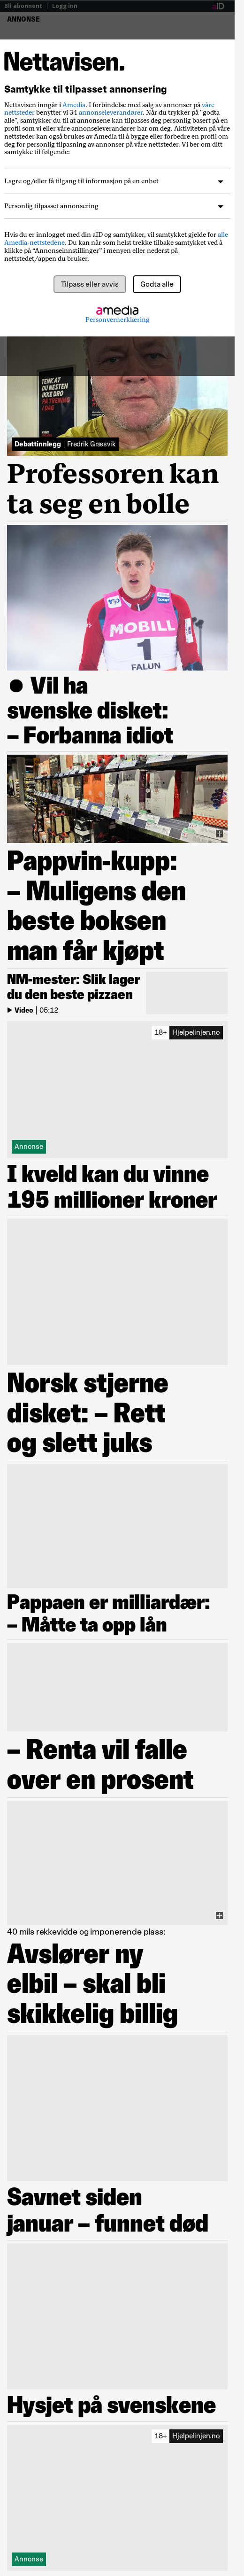 Bli abonnent | Logg inn
aID
ANNONSE
Nettavisen.
Samtykke til tilpasset annonsering
Nettavisen inngår i Amedia. I forbindelse med salg av annonser på våre
nettsteder benytter vi 34 annonseleverandører. Når du trykker på "godta
alle", samtykker du til at annonsene kan tilpasses deg personlig basert på en
profil som en eller våre annonseleverandører har om deg. Aktiviteten på våre
nettsteder kan også brukes av Amedia til å bygge eller forbedre en profil om
deg for personlig tilpasning av annonser på våre nettsteder. Vi ber om ditt
samtykke til følgende:
Lagre og/eller få tilgang til informasjon på en enhet
Personlig tilpasset annonsering
Hvis du er innlogget med din aID og samtykker, vil samtykket gjelde for alle
Amedia-nettstedene. Du kan når som helst trekke tilbake samtykket ved å
klikke på “Annonseinnstillinger” i menyen eller nederst på
nettstedet/appen du bruker.
Tilpass eller avvis
Godta alle
amedia
Personvernerklæring
TENK AT DU
NESTEN IKKE
DRO
PÅ TRENING
I DAG
Debattinnlegg | Fredrik Græsvik
Professoren kan
ta seg en bolle
MOBILL
1
FALUN
● Vil ha
svenske disket:
– Forbanna idiot
Pappvin-kupp:
– Muligens den
beste boksen
man får kjøpt
NM-mester: Slik lager
du den beste pizzaen
Video | 05:12
18+ Hjelpelinjen.no
Annonse
I kveld kan du vinne
195 millioner kroner
Norsk stjerne
disket: – Rett
og slett juks
Pappaen er milliardær:
– Måtte ta opp lån
– Renta vil falle
over en prosent
40 mils rekkevidde og imponerende plass:
Avslører ny
elbil – skal bli
skikkelig billig
Savnet siden
januar – funnet død
Hysjet på svenskene
18+ Hjelpelinjen.no
Annonse